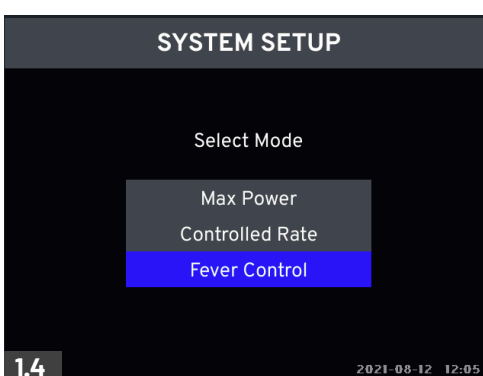 SYSTEM SETUP
Select Mode
Max Power
Controlled Rate
Fever Control
1.4
2021-08-12 12:05